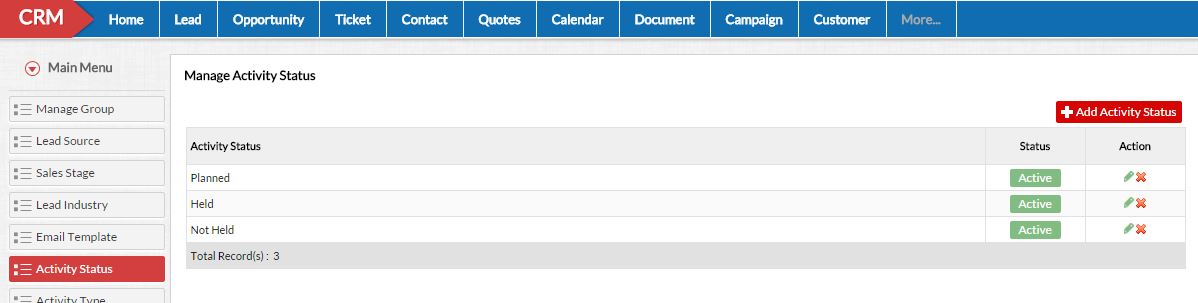 CRM Home Lead Opportunity Ticket Contact Quotes Calendar Document Campaign Customer More...
Main Menu
Manage Group
Lead Source
Sales Stage
Lead Industry
Email Template
Activity Status
Activity Type
Manage Activity Status
Add Activity Status
Activity Status Status Action
Planned Active
Held Active
Not Held Active
Total Record(s) : 3